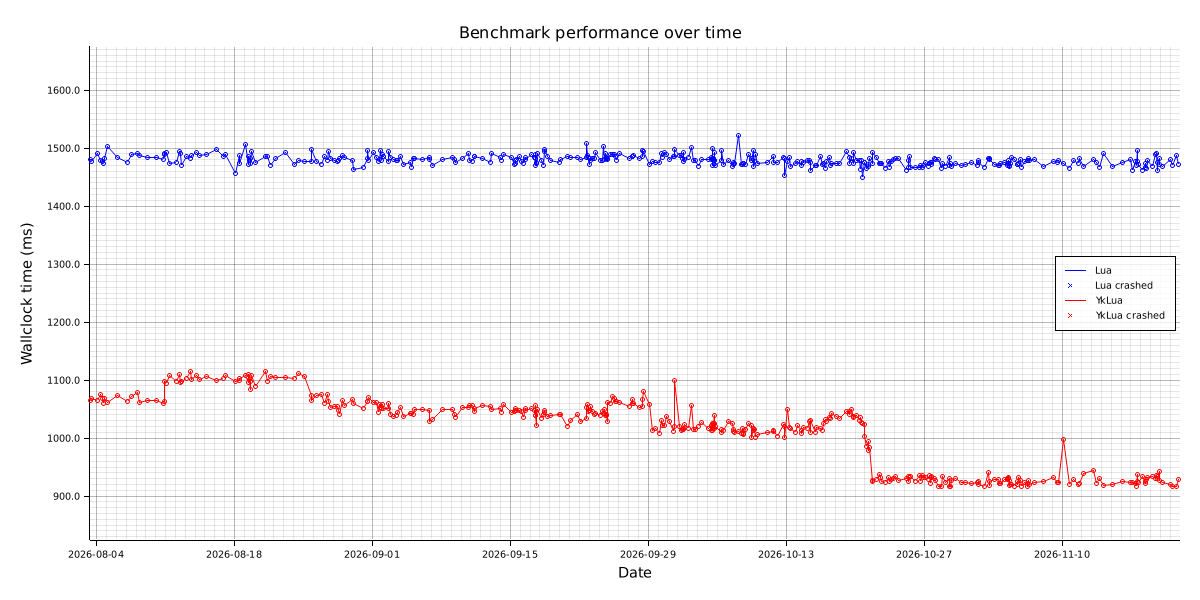 Benchmark performance over time
1600.0
1500.0
1400.0
1300.0
1200.0
1100.0
1000.0
900.0
Wallclock time (ms)
Lua
Lua crashed
YkLua
YkLua crashed
2026-08-04 2026-08-18 2026-09-01 2026-09-15 2026-09-29 2026-10-13 2026-10-27 2026-11-10
Date